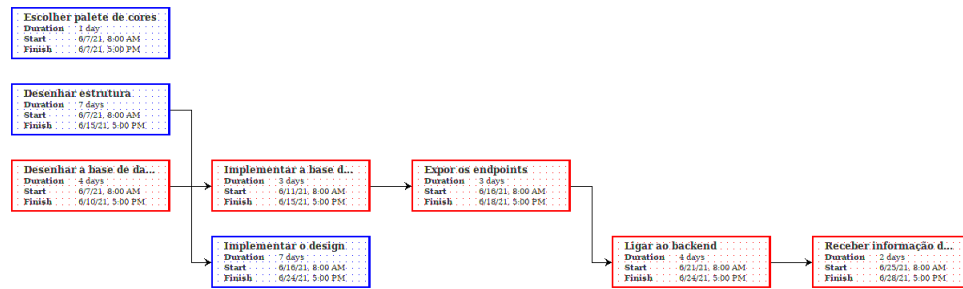 Escolher palete de cores
Duration 1 day
Start 6/7/21, 8:00 AM
Finish 6/7/21, 5:00 PM
Desenhar estrutura
Duration 7 days
Start 6/7/21, 8:00 AM
Finish 6/15/21, 5:00 PM
Desenhar a base de da...
Duration 4 days
Start 6/7/21, 8:00 AM
Finish 6/10/21, 5:00 PM
Implementar a base d...
Duration 3 days
Start 6/11/21, 8:00 AM
Finish 6/15/21, 5:00 PM
Expor os endpoints
Duration 3 days
Start 6/16/21, 8:00 AM
Finish 6/18/21, 5:00 PM
Implementar o design
Duration 7 days
Start 6/16/21, 8:00 AM
Finish 6/24/21, 5:00 PM
Ligar ao backend
Duration 4 days
Start 6/21/21, 8:00 AM
Finish 6/24/21, 5:00 PM
Receber informação d...
Duration 2 days
Start 6/25/21, 8:00 AM
Finish 6/28/21, 5:00 PM